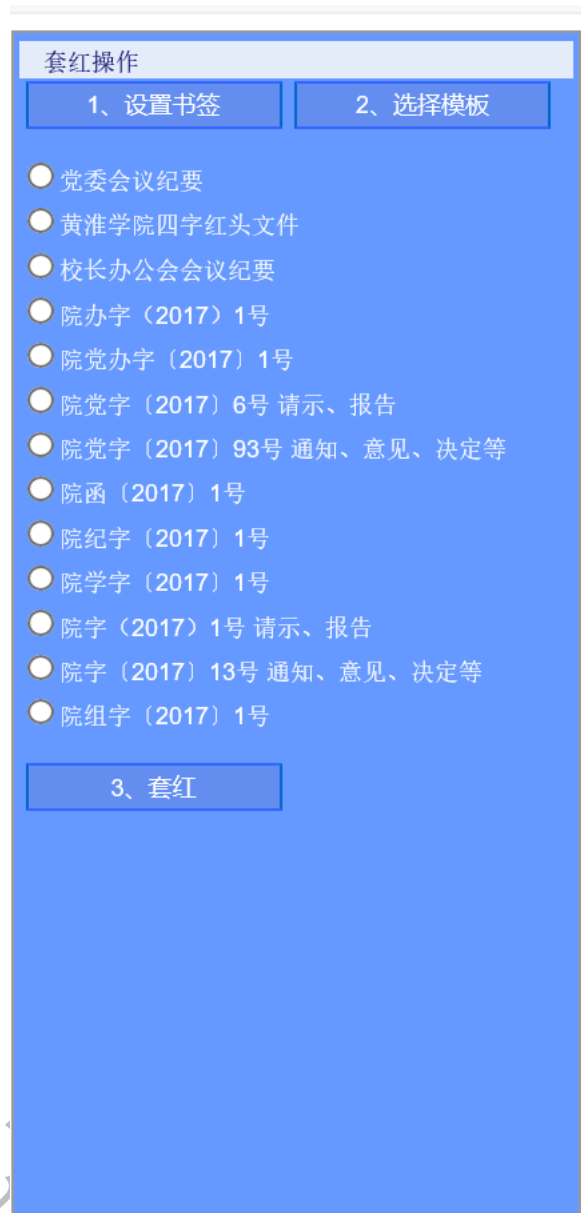 套红操作
1、设置书签 2、选择模板
党委会议纪要
黄淮学院四字红头文件
校长办公会会议纪要
院办字（2017）1号
院党办字〔2017〕1号
院党字〔2017〕6号 请示、报告
院党字〔2017〕93号 通知、意见、决定等
院函〔2017〕1号
院纪字〔2017〕1号
院学字〔2017〕1号
院字（2017）1号 请示、报告
院字〔2017〕13号 通知、意见、决定等
院组字〔2017〕1号
3、套红